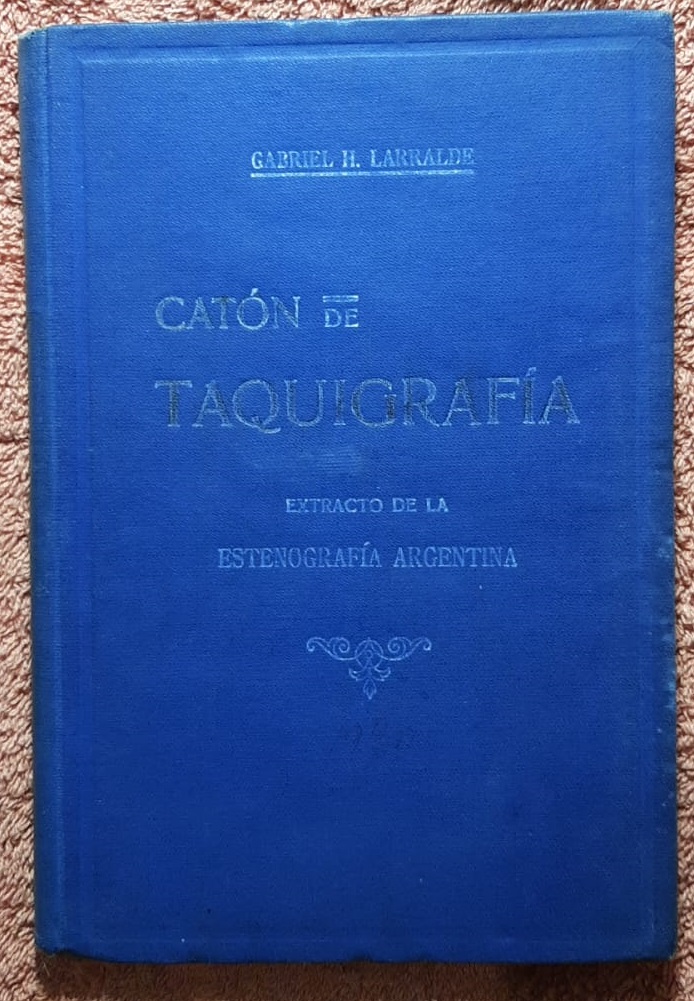 GABRIEL H. LARRALDE
CATÓN DE
TAQUIGRAFÍA
EXTRACTO DE LA
ESTENOGRAFÍA ARGENTINA